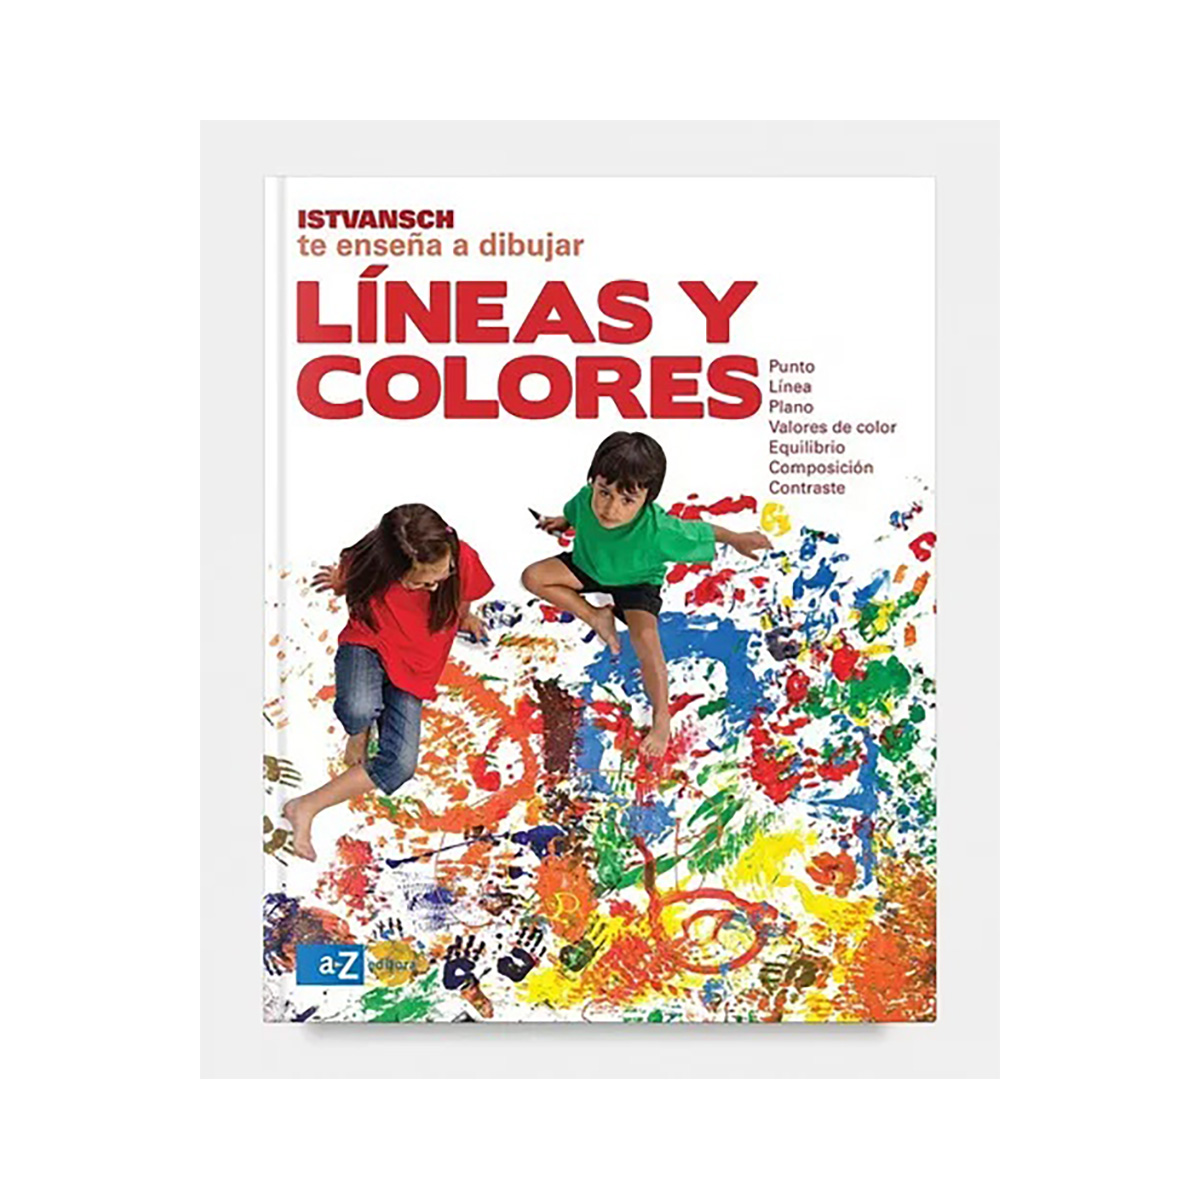 ISTVANSCH
te enseña a dibujar
LÍNEAS Y
COLORES
Punto
Línea
Plano
Valores de color
Equilibrio
Composición
Contraste
a-Z editora